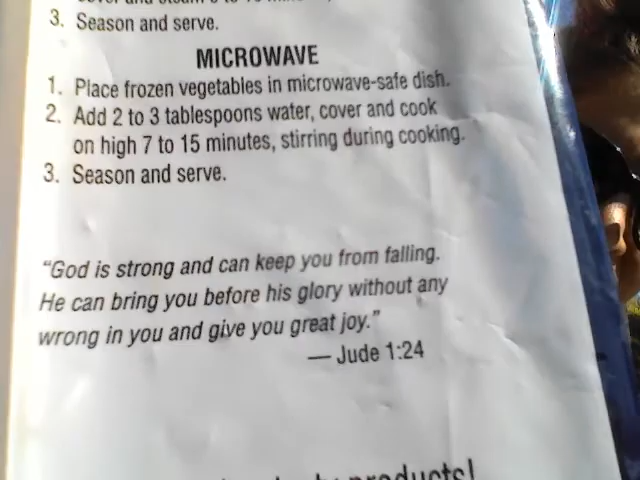 3. Season and serve.
MICROWAVE
1. Place frozen vegetables in microwave-safe dish.
2. Add 2 to 3 tablespoons water, cover and cook
on high 7 to 15 minutes, stirring during cooking.
3. Season and serve.
“God is strong and can keep you from falling.
He can bring you before his glory without any
wrong in you and give you great joy.”
— Jude 1:24
products!